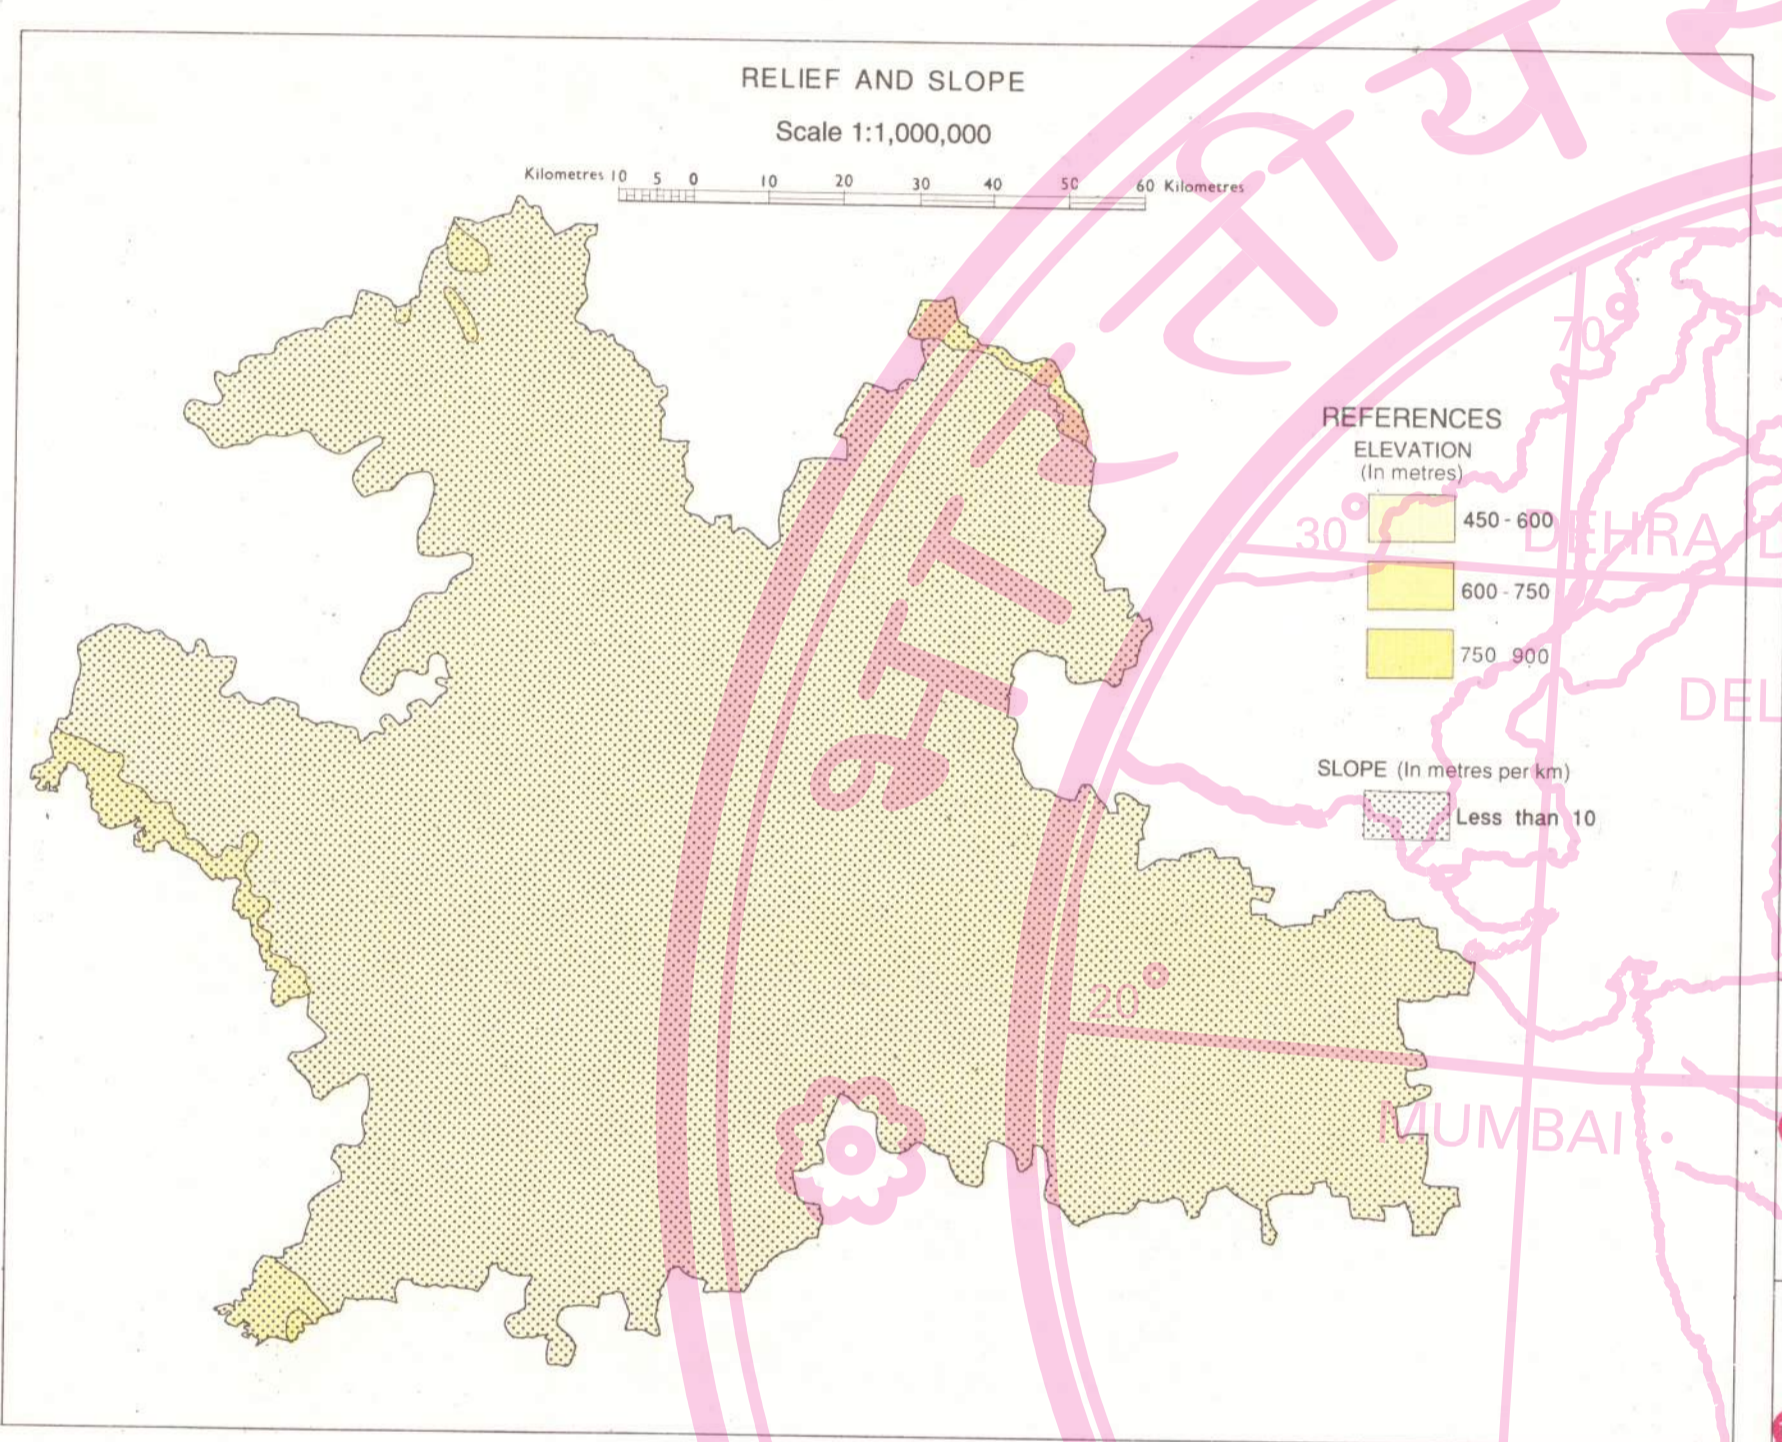 RELIEF AND SLOPE
Scale 1:1,000,000
Kilometres 10 5 0 10 20 30 40 50 60 Kilometres
भारतीय
70°
REFERENCES
ELEVATION
(In metres)
450 - 600
30°
DEHRA
600 - 750
750 900
DEL
SLOPE (In metres per km)
Less than 10
20°
MUMBAI